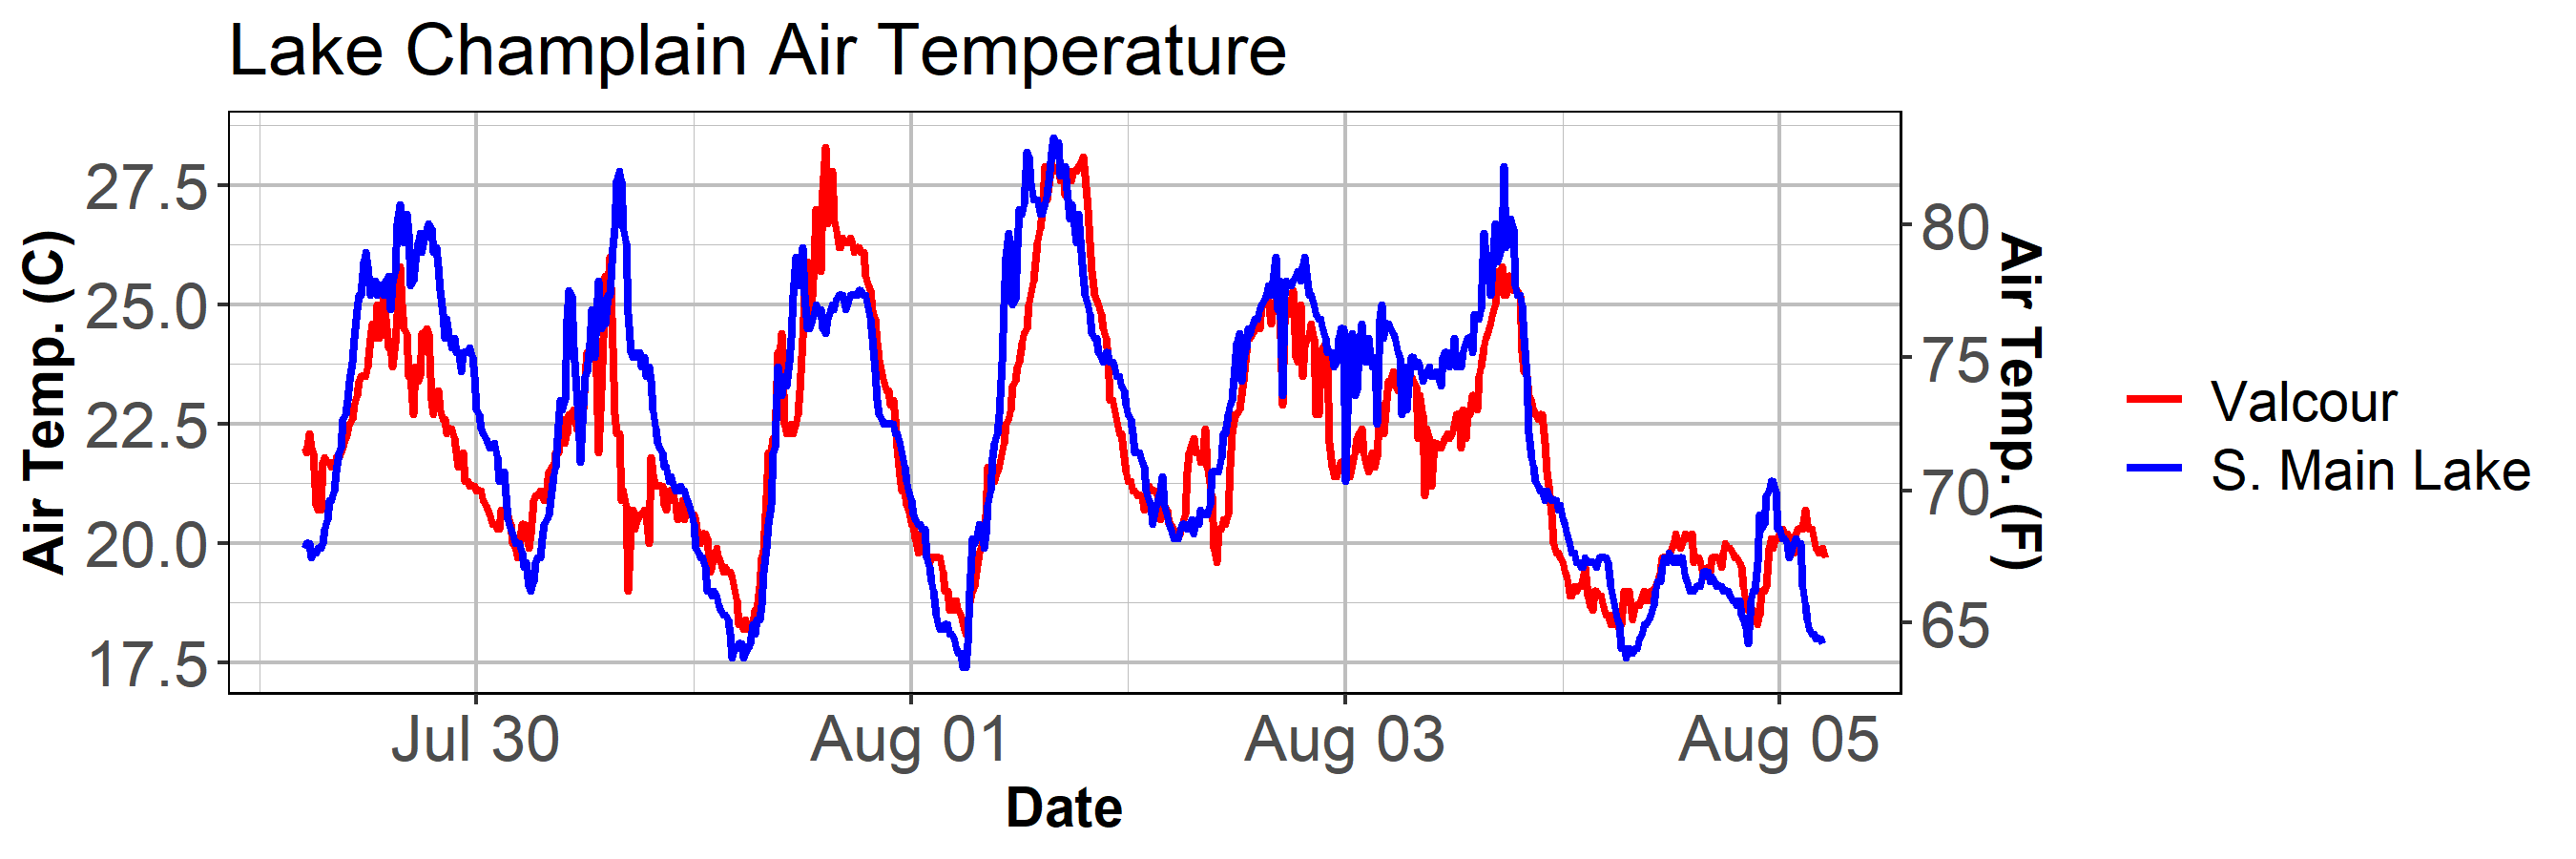 Lake Champlain Air Temperature
Air Temp. (C)
27.5
25.0
22.5
20.0
17.5
80
75
70
65
Air Temp. (F)
Jul 30
Aug 01
Aug 03
Aug 05
Date
Valcour
S. Main Lake